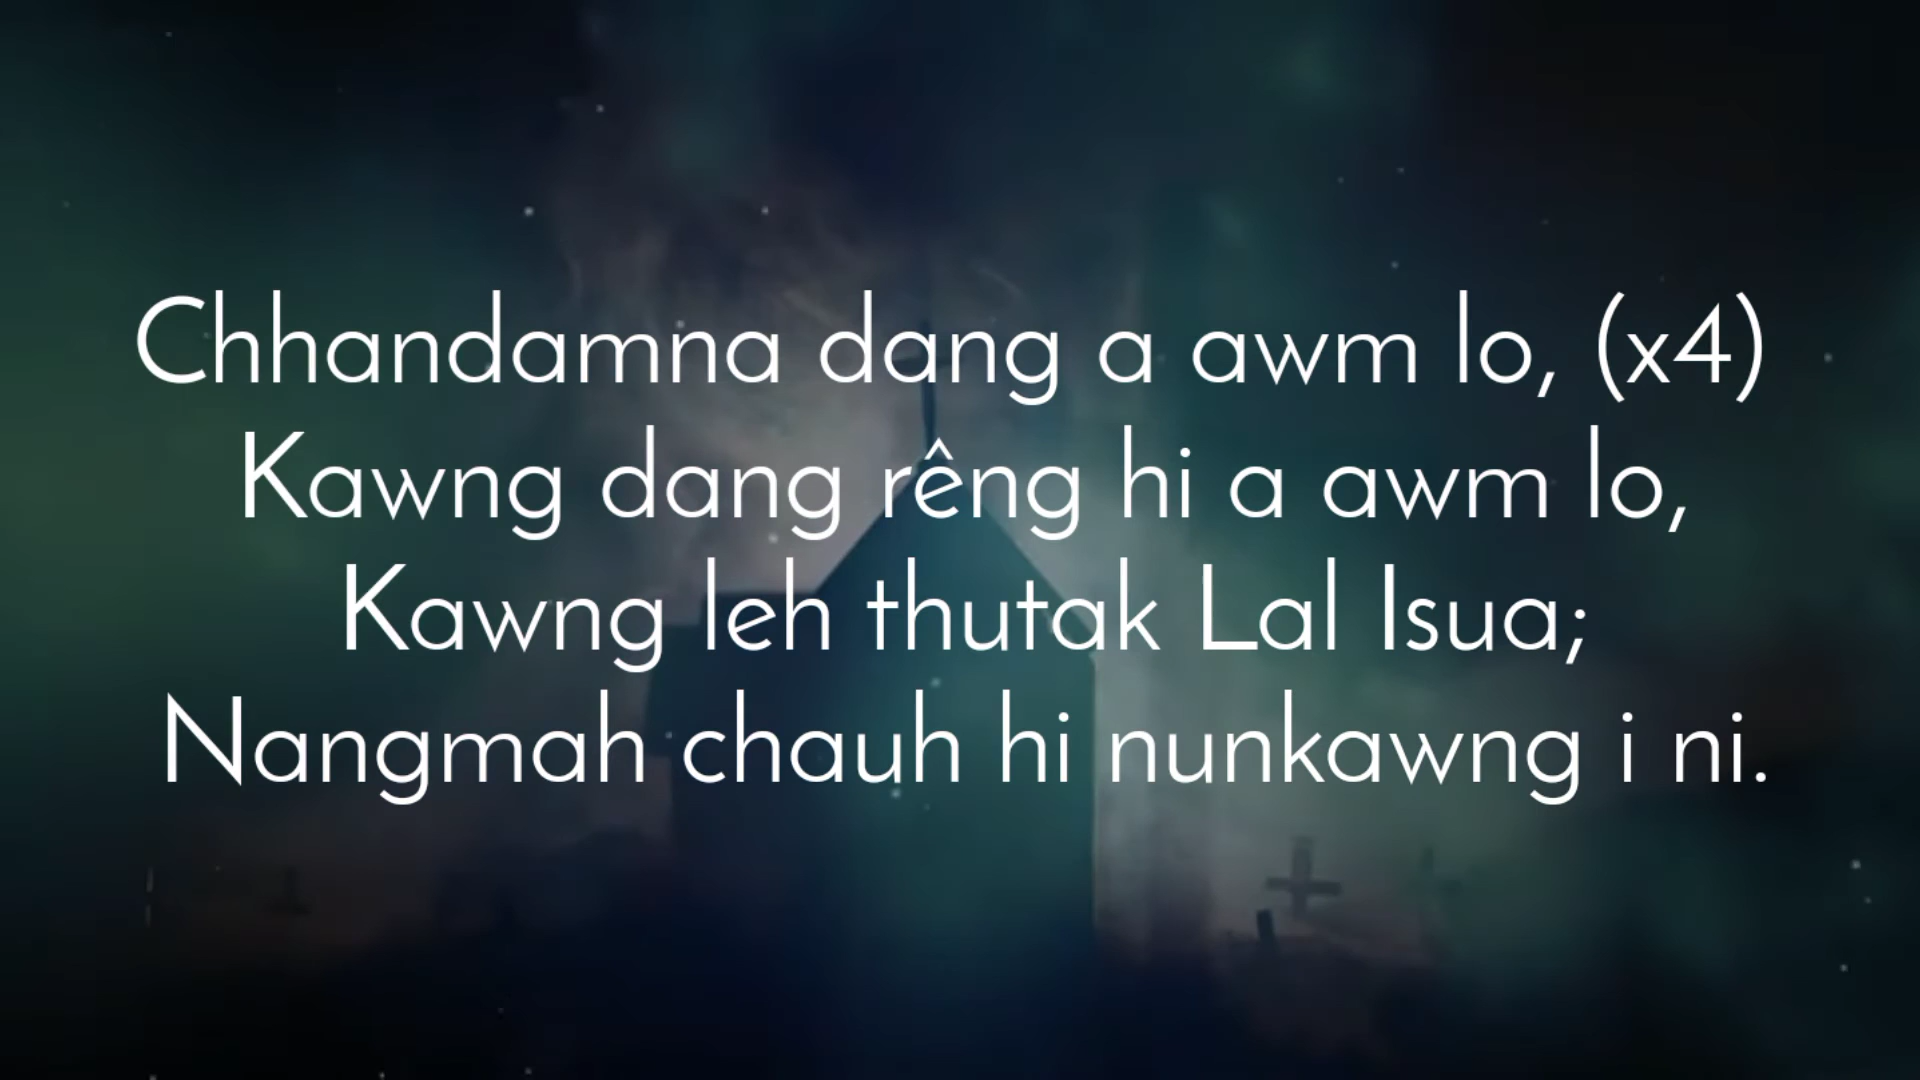 Chhandamna dang a awm lo, (x4)
Kawng dang rêng hi a awm lo,
Kawng leh thutak Lal Isua;
Nangmah chauh hi nunkawng i ni.